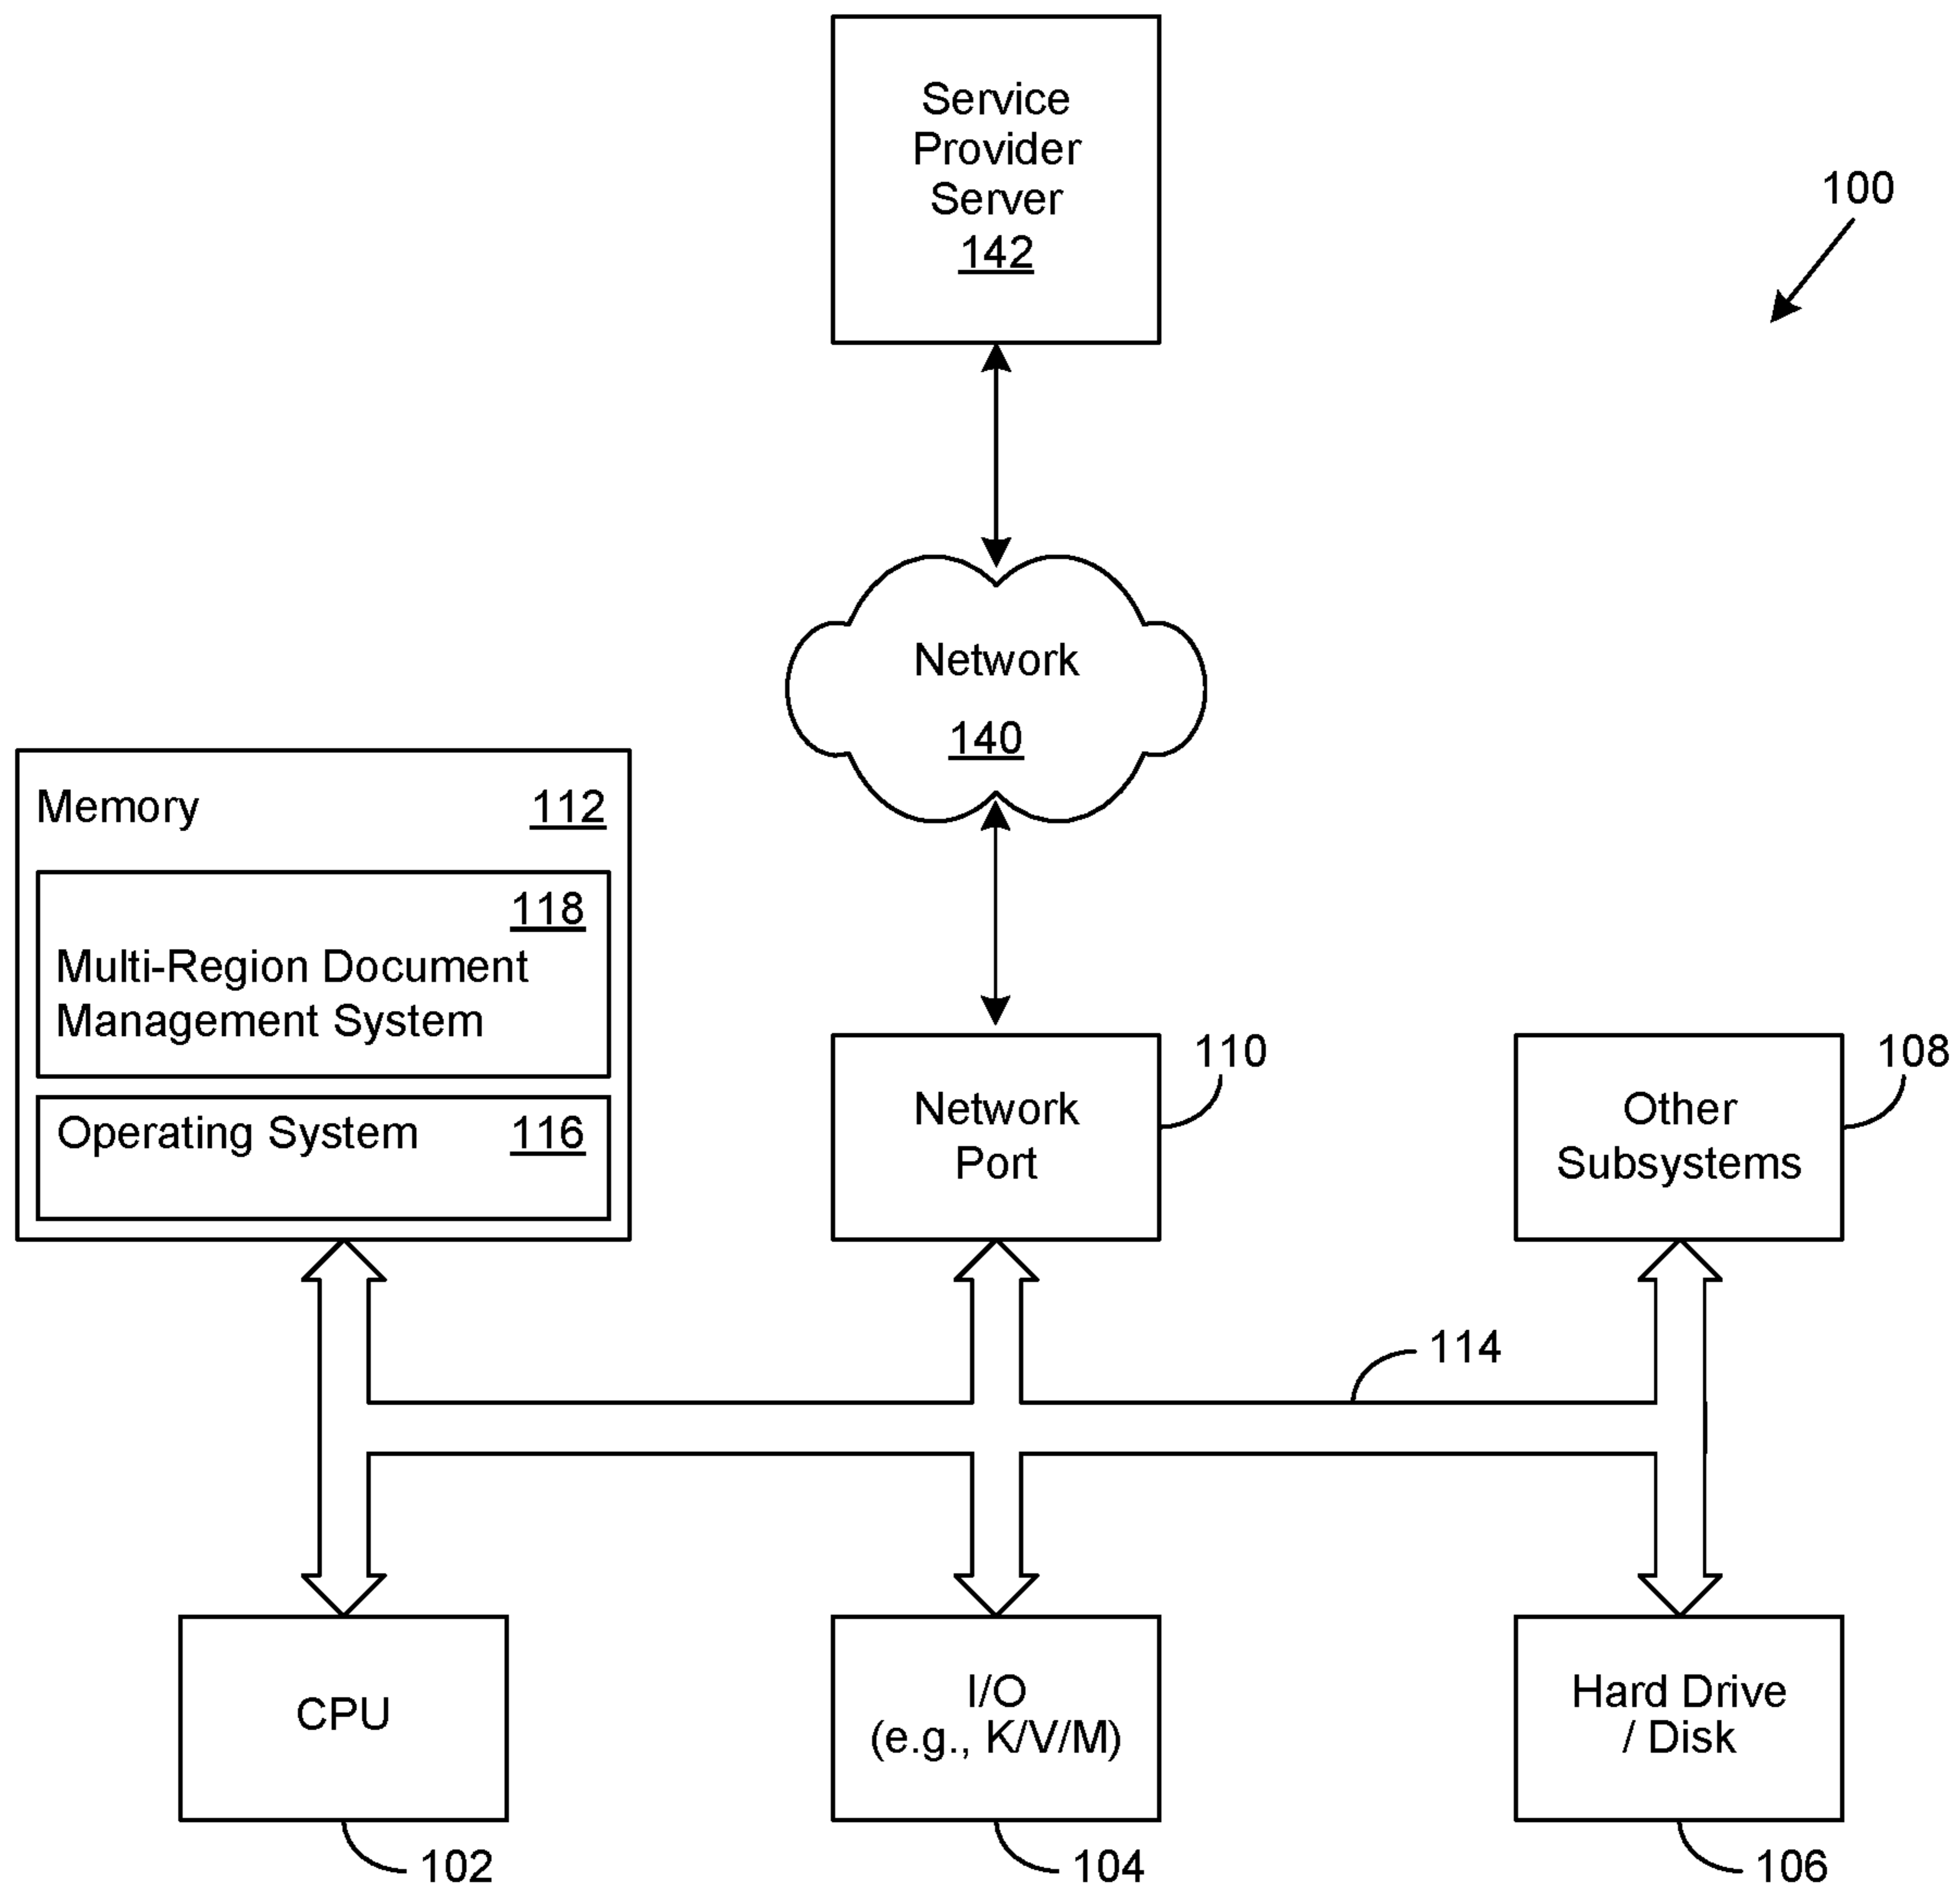 Service
Provider
Server
142
100
Network
140
Memory 112
118
Multi-Region Document
Management System
Operating System 116
Network
Port
110
Other
Subsystems
108
114
CPU
102
I/O
(e.g., K/V/M)
104
Hard Drive
/ Disk
106